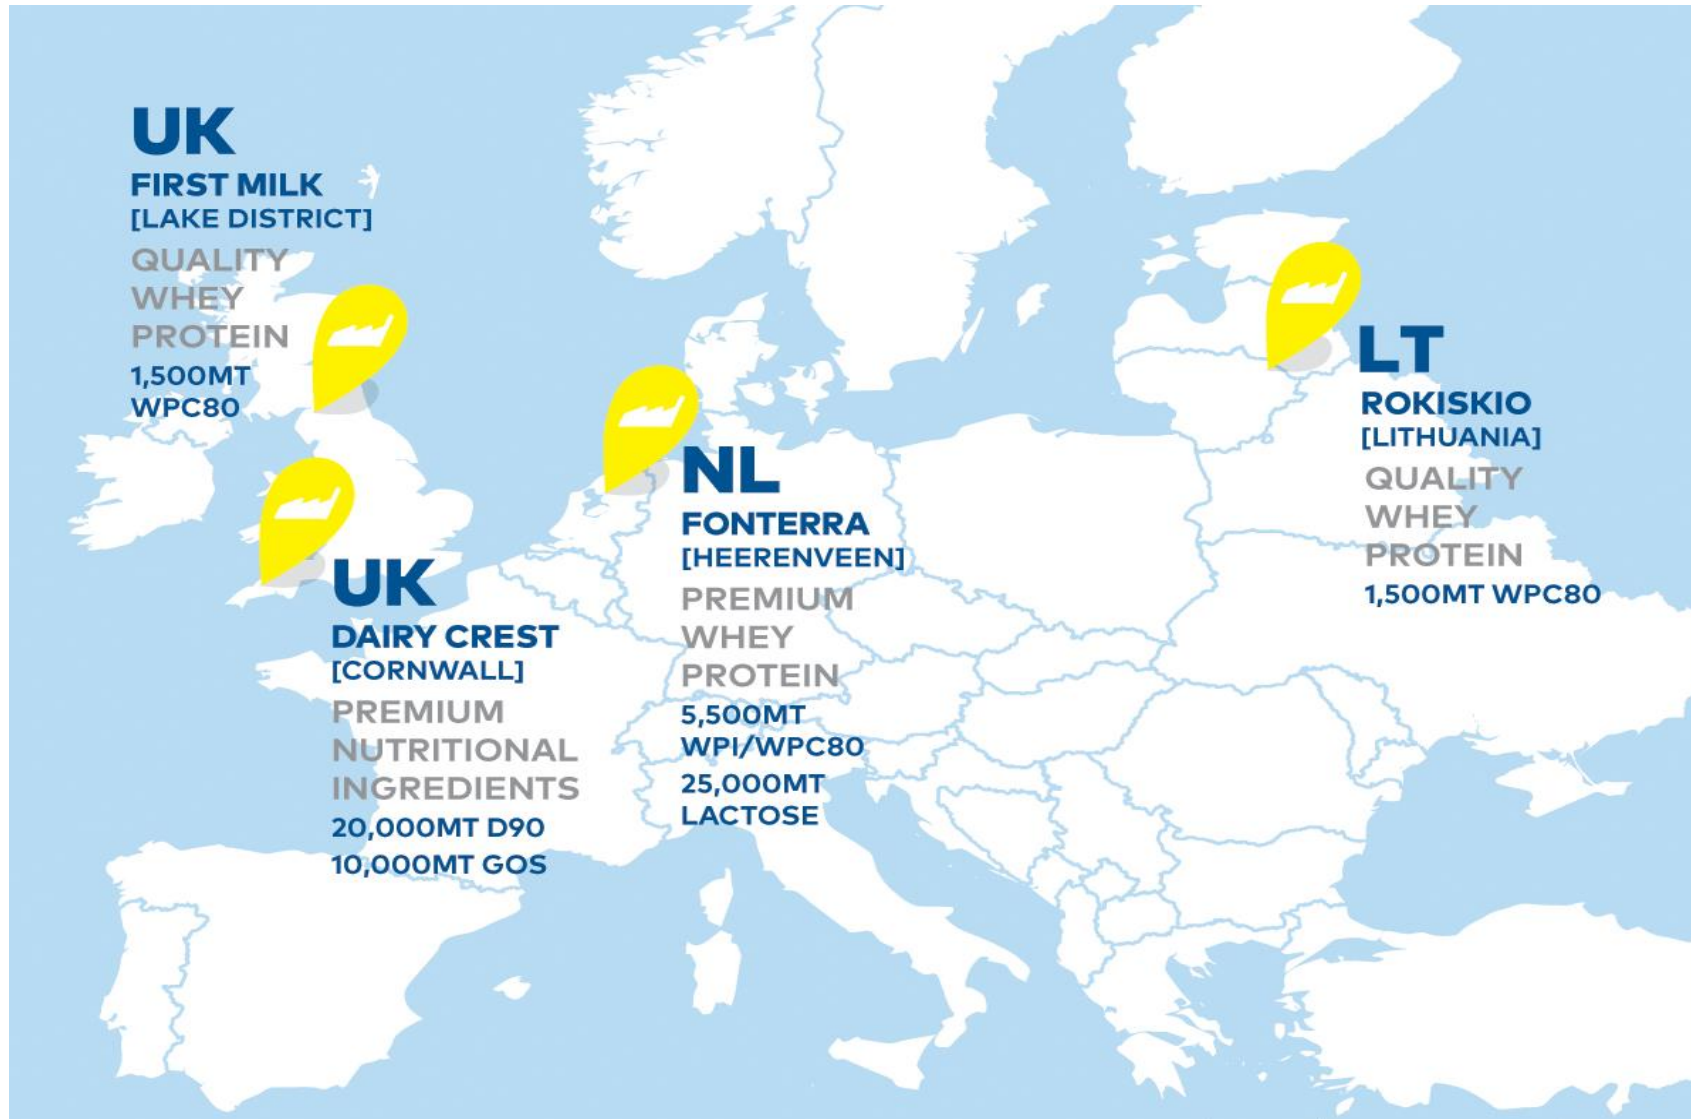 UK
FIRST MILK
[LAKE DISTRICT]
QUALITY
WHEY
PROTEIN
1,500MT
WPC80
UK
DAIRY CREST
[CORNWALL]
PREMIUM
NUTRITIONAL
INGREDIENTS
20,000MT D90
10,000MT GOS
NL
FONTERRA
[HEERENVEEN]
PREMIUM
WHEY
PROTEIN
5,500MT
WPI/WPC80
25,000MT
LACTOSE
LT
ROKISKIO
[LITHUANIA]
QUALITY
WHEY
PROTEIN
1,500MT WPC80